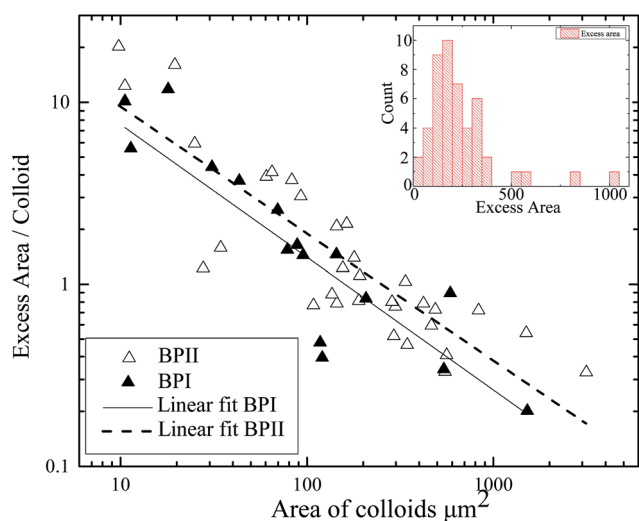 Excess Area / Colloid
10
1
0.1
10
100
1000
Area of colloids μm2
BPII
BPI
Linear fit BPI
Linear fit BPII
Count
10
8
6
4
2
0
0
500
1000
Excess Area
Excess area